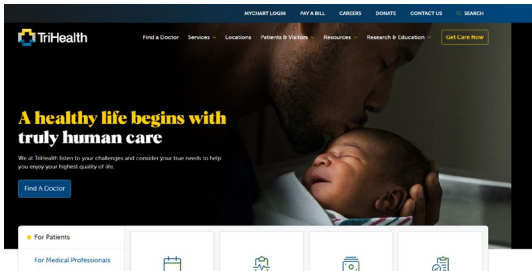 MYCHART LOGIN PAY A BILL CAREERS DONATE CONTACT US SEARCH
TriHealth
Find a Doctor Services Locations Patients & Visitors Resources Research & Education Get Care Now
A healthy life begins with
truly human care
We at TriHealth listen to your challenges and consider your true needs to help
you enjoy your highest quality of life.
Find A Doctor
For Patients
For Medical Professionals